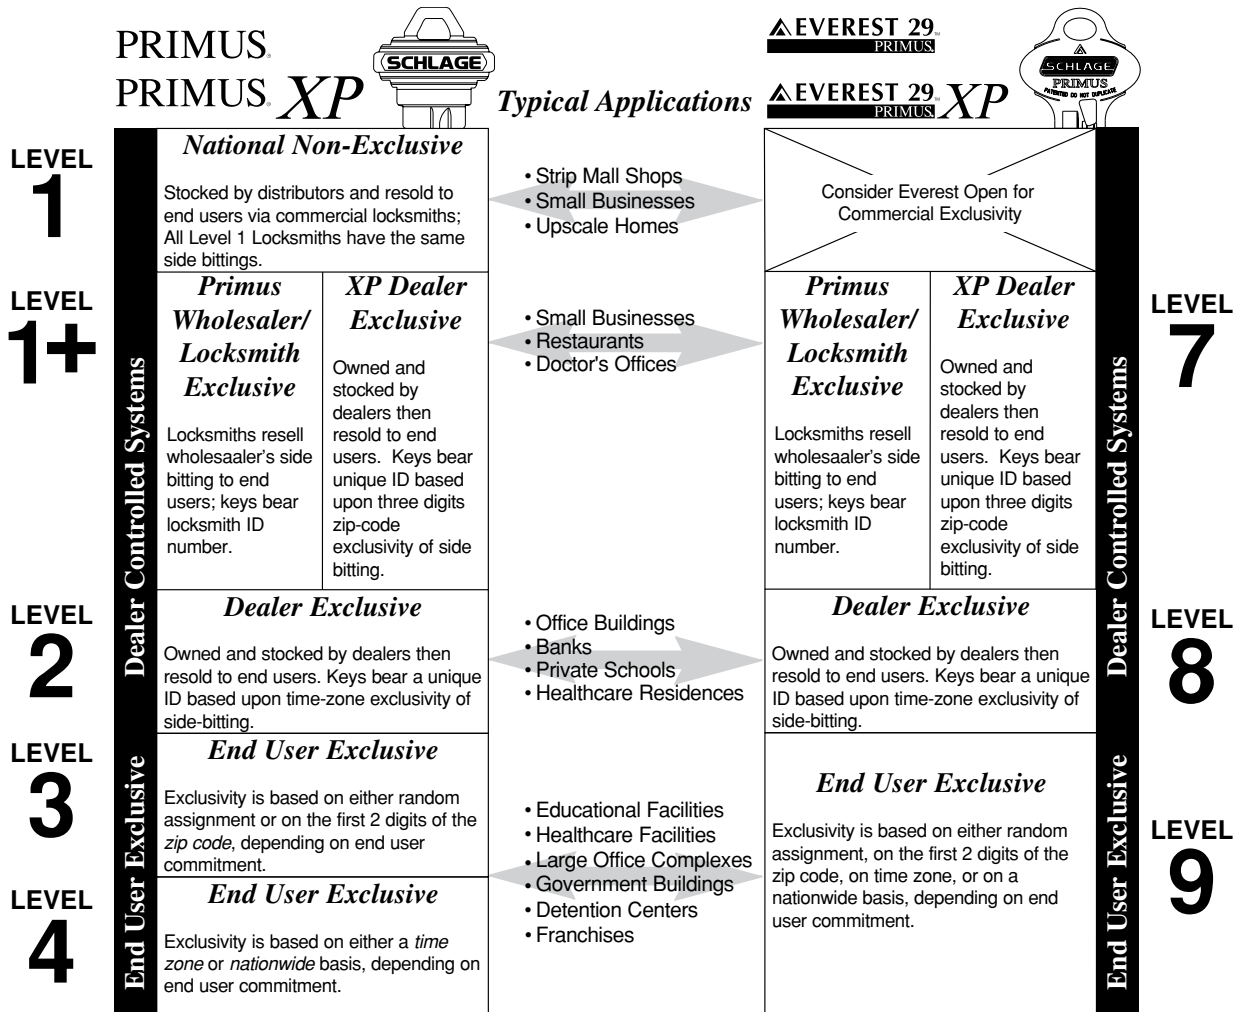 PRIMUS®
PRIMUS® XP
SCHLAGE
Typical Applications
EVEREST 29™
PRIMUS®
EVEREST 29™
PRIMUS® XP
SCHLAGE
PRIMUS
PATENTED DO NOT DUPLICATE
LEVEL
1
LEVEL
1+
LEVEL
2
LEVEL
3
LEVEL
4
Dealer Controlled Systems
End User Exclusive
National Non-Exclusive
Stocked by distributors and resold to
end users via commercial locksmiths;
All Level 1 Locksmiths have the same
side bittings.
Primus
Wholesaler/
Locksmith
Exclusive
Locksmiths resell
wholesaaler's side
bitting to end
users; keys bear
locksmith ID
number.
XP Dealer
Exclusive
Owned and
stocked by
dealers then
resold to end
users. Keys bear
unique ID based
upon three digits
zip-code
exclusivity of side
bitting.
Dealer Exclusive
Owned and stocked by dealers then
resold to end users. Keys bear a unique
ID based upon time-zone exclusivity of
side-bitting.
End User Exclusive
Exclusivity is based on either random
assignment or on the first 2 digits of the
zip code, depending on end user
commitment.
End User Exclusive
Exclusivity is based on either a time
zone or nationwide basis, depending on
end user commitment.
• Strip Mall Shops
• Small Businesses
• Upscale Homes
• Small Businesses
• Restaurants
• Doctor's Offices
• Office Buildings
• Banks
• Private Schools
• Healthcare Residences
• Educational Facilities
• Healthcare Facilities
• Large Office Complexes
• Government Buildings
• Detention Centers
• Franchises
Consider Everest Open for
Commercial Exclusivity
Primus
Wholesaler/
Locksmith
Exclusive
Locksmiths resell
wholesaaler's side
bitting to end
users; keys bear
locksmith ID
number.
XP Dealer
Exclusive
Owned and
stocked by
dealers then
resold to end
users. Keys bear
unique ID based
upon three digits
zip-code
exclusivity of side
bitting.
Dealer Exclusive
Owned and stocked by dealers then
resold to end users. Keys bear a unique
ID based upon time-zone exclusivity of
side-bitting.
End User Exclusive
Exclusivity is based on either random
assignment, on the first 2 digits of the
zip code, on time zone, or on a
nationwide basis, depending on end
user commitment.
Dealer Controlled Systems
End User Exclusive
LEVEL
7
LEVEL
8
LEVEL
9